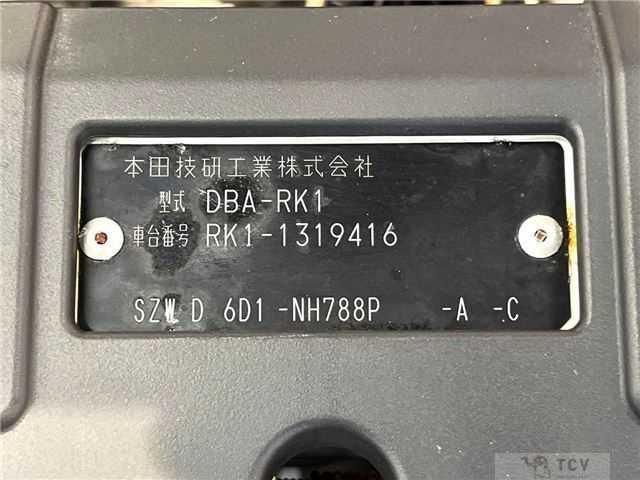 本田技研工業株式会社
型式 DBA-RK1
車台番号 RK1-1319416
SZW D 6D1 -NH788P -A -C
TCV